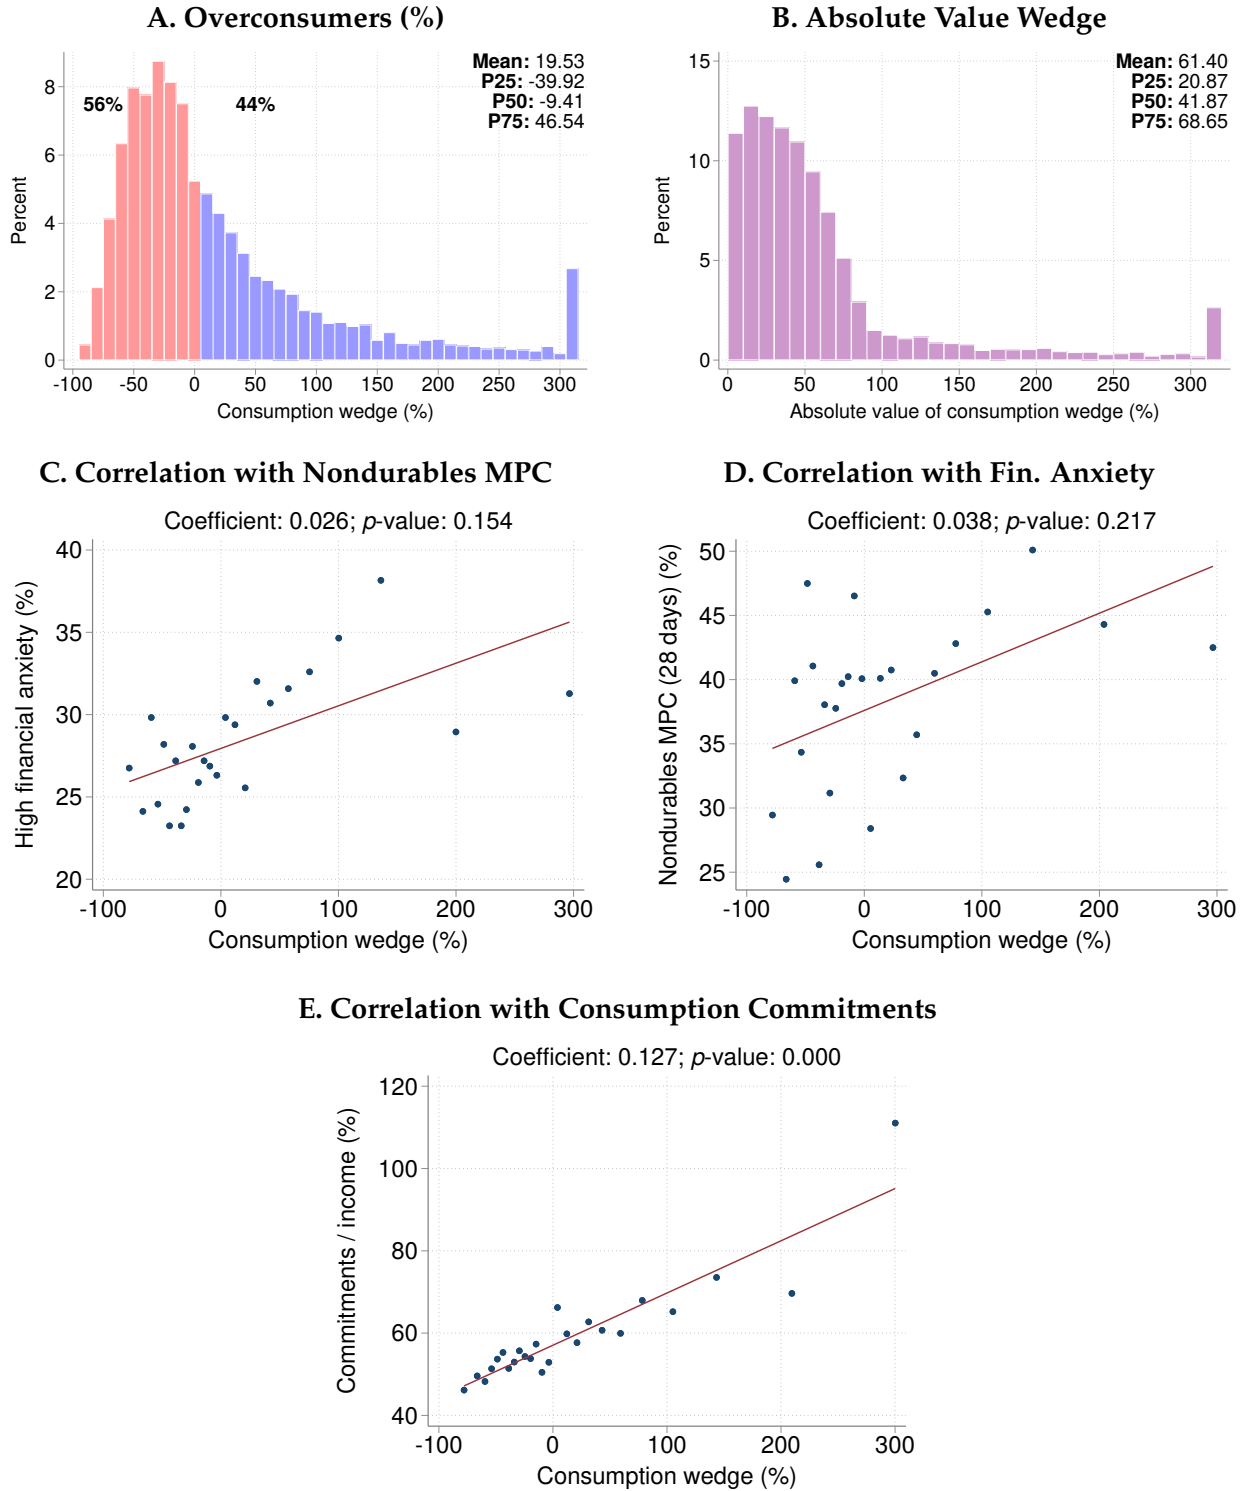 A. Overconsumers (%)
Mean: 19.53
P25: -39.92
P50: -9.41
P75: 46.54
56%
44%
Percent
8
6
4
2
0
-100 -50 0 50 100 150 200 250 300
Consumption wedge (%)
B. Absolute Value Wedge
Mean: 61.40
P25: 20.87
P50: 41.87
P75: 68.65
Percent
15
10
5
0
0 50 100 150 200 250 300
Absolute value of consumption wedge (%)
C. Correlation with Nondurables MPC
Coefficient: 0.026; p-value: 0.154
High financial anxiety (%)
40
35
30
25
20
-100 0 100 200 300
Consumption wedge (%)
D. Correlation with Fin. Anxiety
Coefficient: 0.038; p-value: 0.217
Nondurables MPC (28 days) (%)
50
45
40
35
30
25
-100 0 100 200 300
Consumption wedge (%)
E. Correlation with Consumption Commitments
Coefficient: 0.127; p-value: 0.000
Commitments / income (%)
120
100
80
60
40
-100 0 100 200 300
Consumption wedge (%)